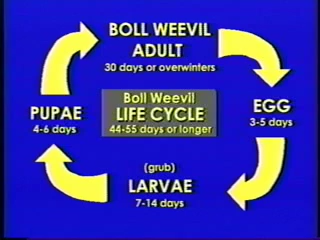 BOLL WEEVIL
ADULT
30 days or overwinters
EGG
3-5 days
(grub)
LARVAE
7-14 days
PUPAE
4-6 days
Boll Weevil
LIFE CYCLE
44-55 days or longer